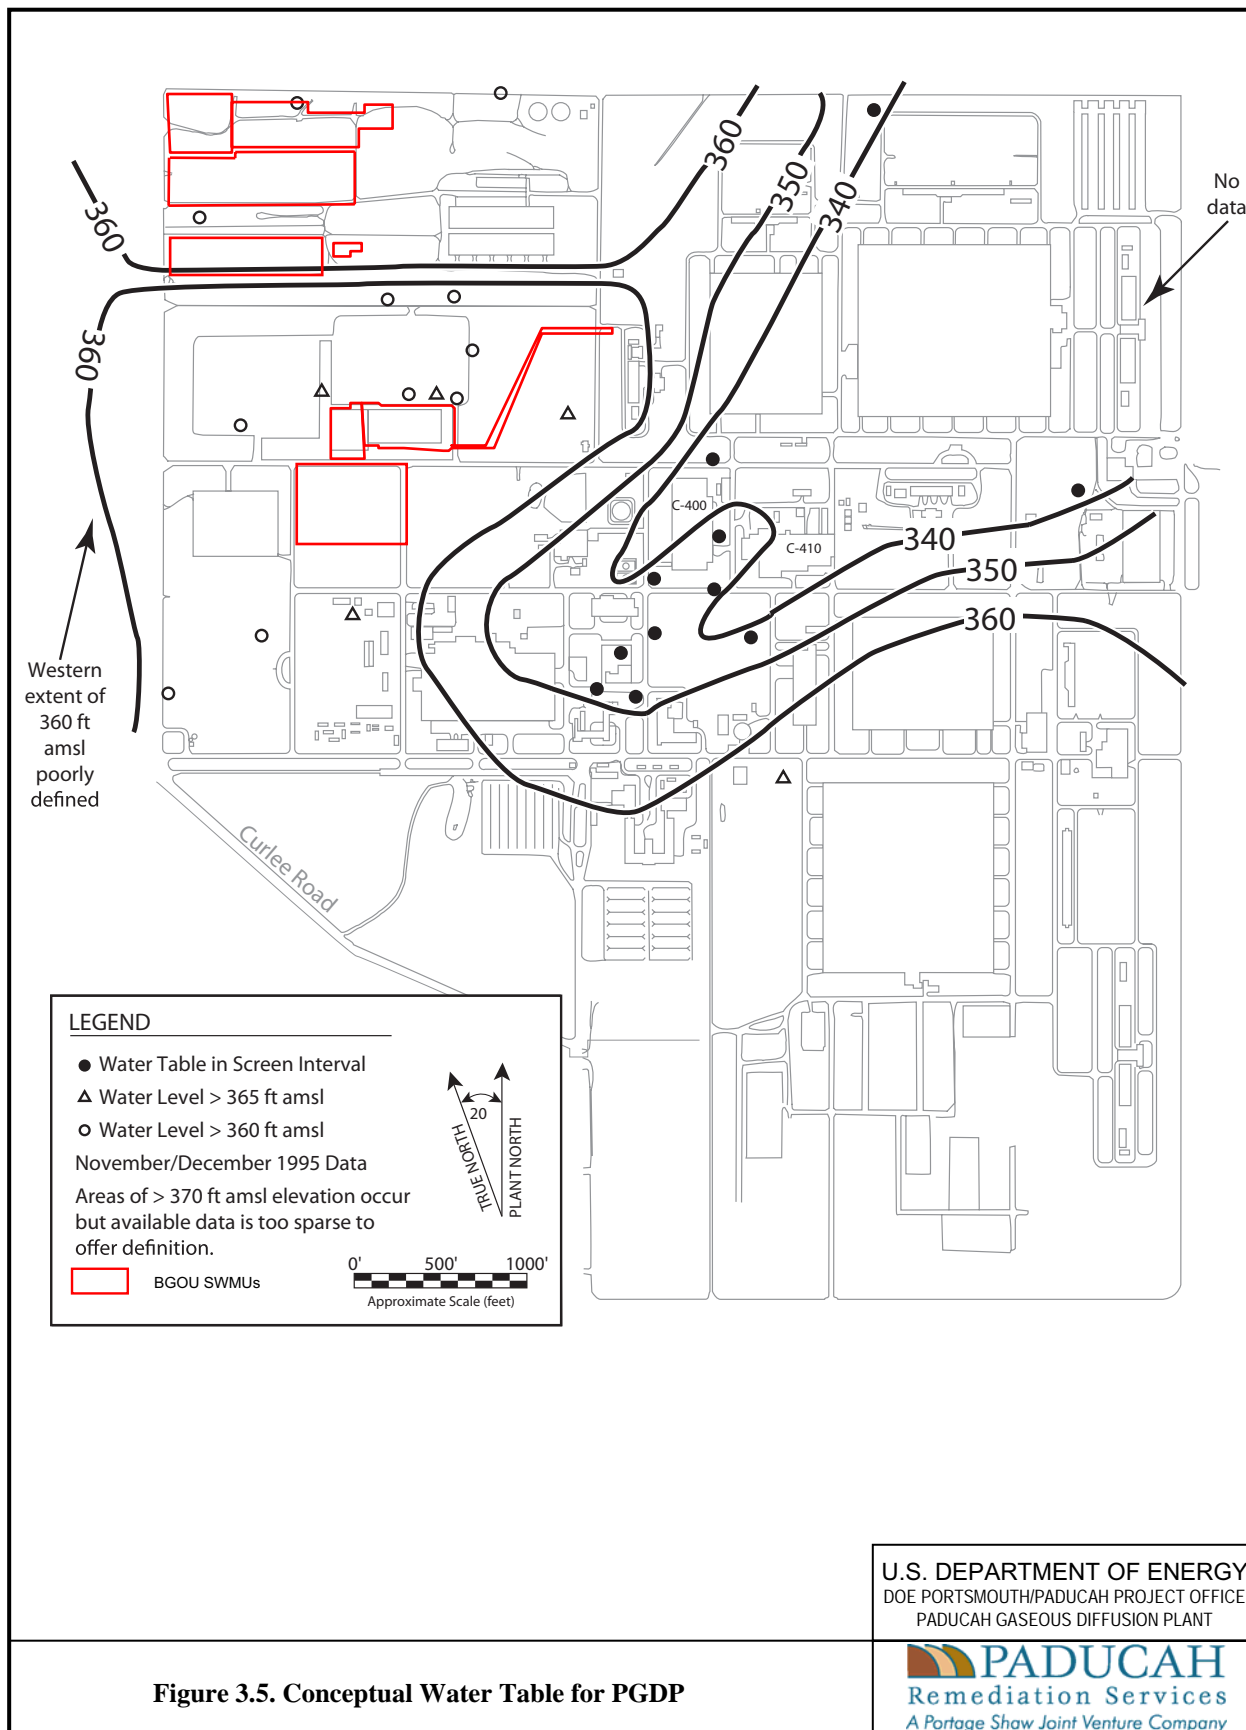 360
350
340
360
No
data
360
C-400
C-410
340
350
360
Western
extent of
360 ft
amsl
poorly
defined
Curlee Road
LEGEND
Water Table in Screen Interval
Water Level > 365 ft amsl
Water Level > 360 ft amsl
November/December 1995 Data
Areas of > 370 ft amsl elevation occur
but available data is too sparse to
offer definition.
BGOU SWMUs
20
TRUE NORTH
PLANT NORTH
0' 500' 1000'
Approximate Scale (feet)
U.S. DEPARTMENT OF ENERGY
DOE PORTSMOUTH/PADUCAH PROJECT OFFICE
PADUCAH GASEOUS DIFFUSION PLANT
Figure 3.5. Conceptual Water Table for PGDP
PADUCAH
Remediation Services
A Portage Shaw Joint Venture Company